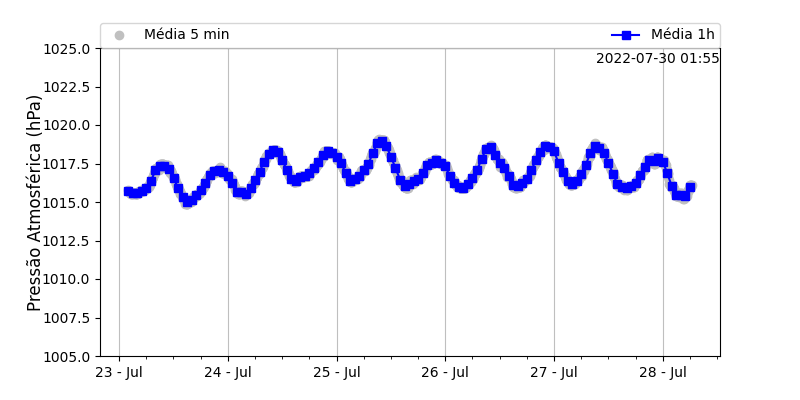 Média 5 min
Média 1h
2022-07-30 01:55
Pressão Atmosférica (hPa)
1025.0
1022.5
1020.0
1017.5
1015.0
1012.5
1010.0
1007.5
1005.0
23 - Jul
24 - Jul
25 - Jul
26 - Jul
27 - Jul
28 - Jul